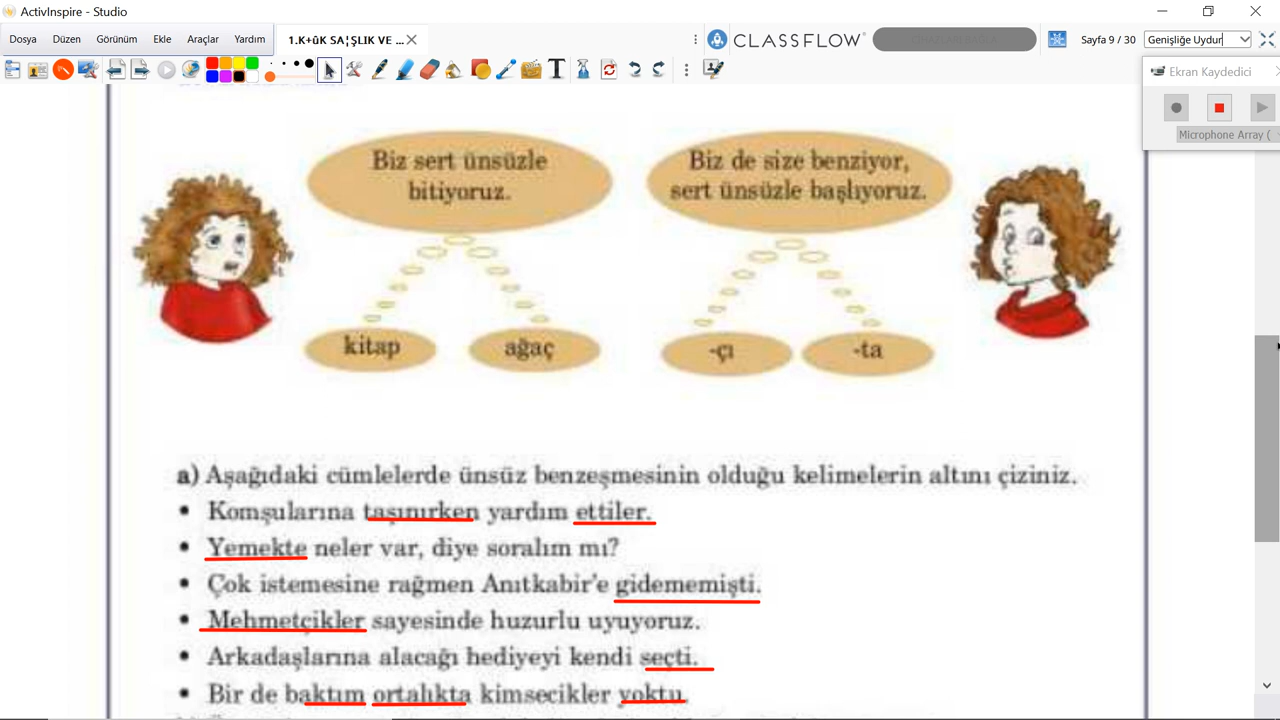 ActivInspire - Studio
Dosya Düzen Görünüm Ekle Araçlar Yardım
1.K+ûK SA¦ŞLIK VE ...
CLASSFLOW
Sayfa 9 / 30
Genişliğe Uydur
Ekran Kaydedici
Microphone Array (
Biz sert ünsüzle
bitiyoruz.
Biz de size benziyor,
sert ünsüzle başlıyoruz.
kitap
ağaç
-çı
-ta
a) Aşağıdaki cümlelerde ünsüz benzeşmesinin olduğu kelimelerin altını çiziniz.
• Komşularına taşınırken yardım ettiler.
• Yemekte neler var, diye soralım mı?
• Çok istemesine rağmen Anıtkabir'e gidememişti.
• Mehmetçikler sayesinde huzurlu uyuyoruz.
• Arkadaşlarına alacağı hediyeyi kendi seçti.
• Bir de baktım ortalıkta kimsecikler yoktu.